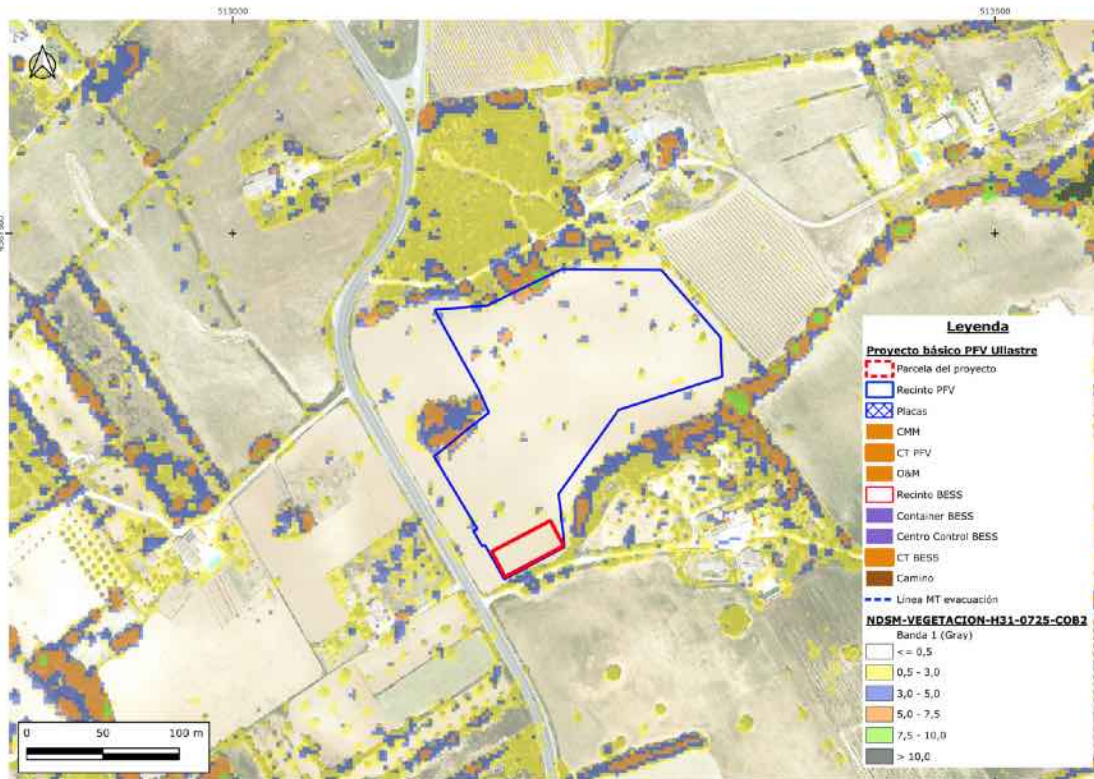 513000
513500
Leyenda
Proyecto básico PFV Ullastre
Parcela del proyecto
Recinto PFV
Placas
CMM
CT PFV
O&M
Recinto BESS
Container BESS
Centro Control BESS
CT BESS
Camino
Línea MT evacuación
NDSM-VEGETACION-H31-0725-COB2
Banda 1 (Gray)
<= 0,5
0,5 - 3,0
3,0 - 5,0
5,0 - 7,5
7,5 - 10,0
> 10,0
0 50 100 m